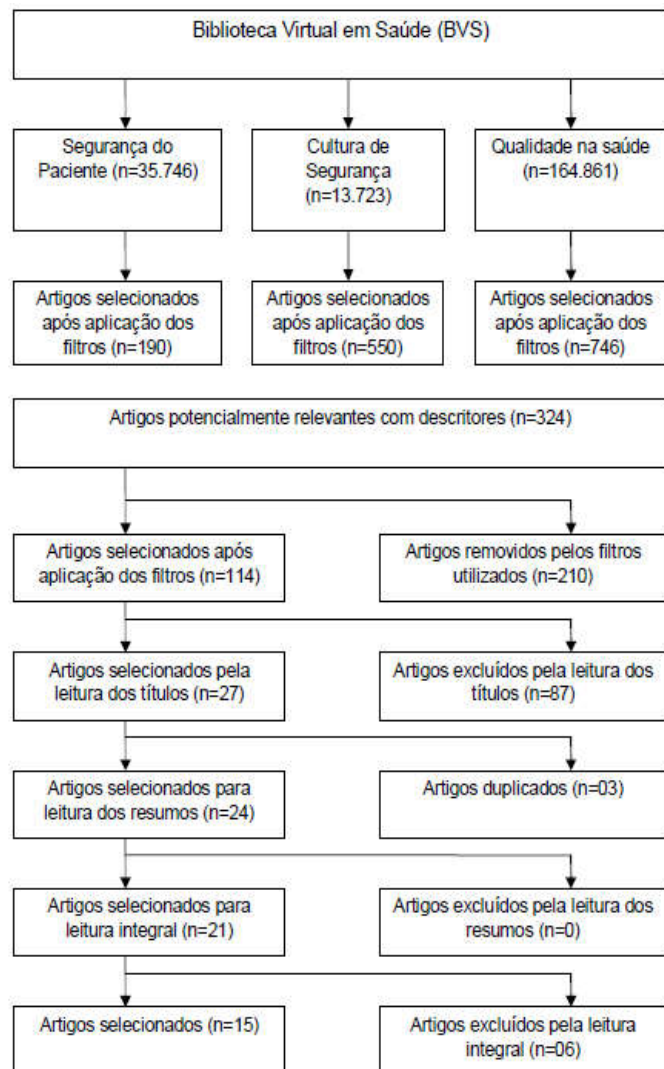 Biblioteca Virtual em Saúde (BVS)
Segurança do
Paciente (n=35.746)
Cultura de
Segurança
(n=13.723)
Qualidade na saúde
(n=164.861)
Artigos selecionados
após aplicação dos
filtros (n=190)
Artigos selecionados
após aplicação dos
filtros (n=550)
Artigos selecionados
após aplicação dos
filtros (n=746)
Artigos potencialmente relevantes com descritores (n=324)
Artigos selecionados após
aplicação dos filtros (n=114)
Artigos removidos pelos filtros
utilizados (n=210)
Artigos selecionados pela
leitura dos títulos (n=27)
Artigos excluídos pela leitura dos
títulos (n=87)
Artigos selecionados para
leitura dos resumos (n=24)
Artigos duplicados (n=03)
Artigos selecionados para
leitura integral (n=21)
Artigos excluídos pela leitura dos
resumos (n=0)
Artigos selecionados (n=15)
Artigos excluídos pela leitura
integral (n=06)